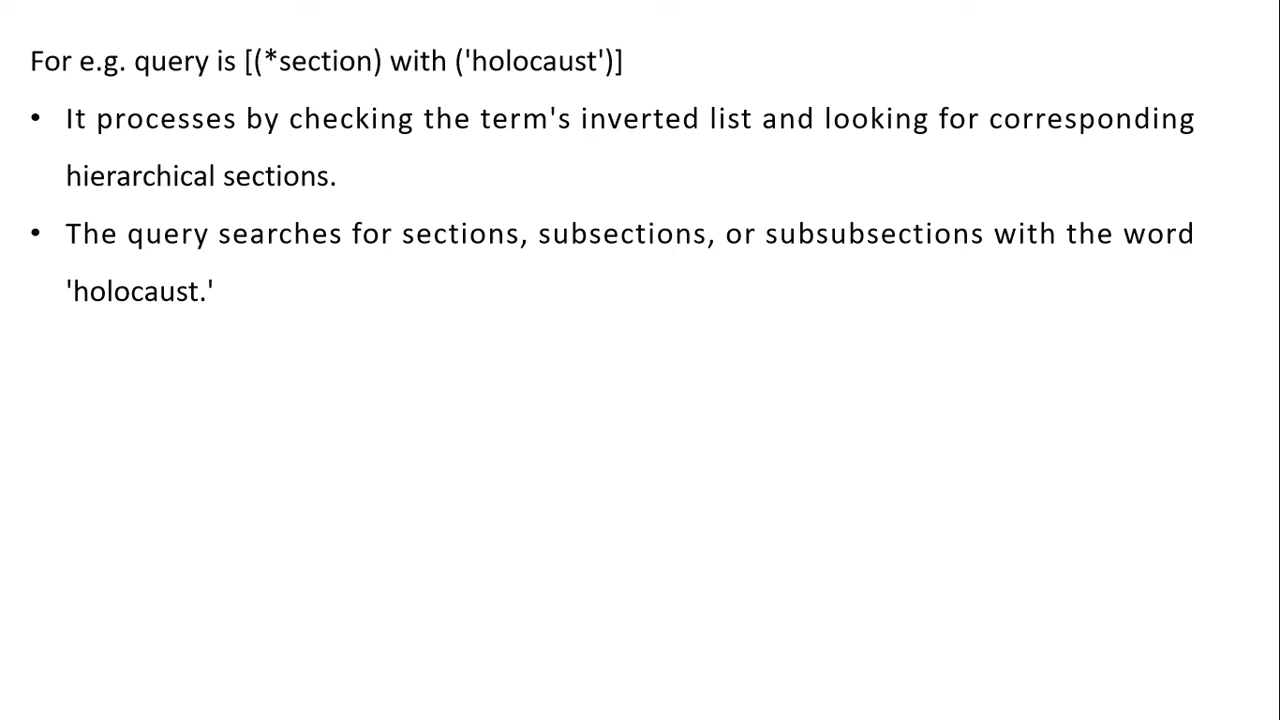 For e.g. query is [(*section) with ('holocaust')]
• It processes by checking the term's inverted list and looking for corresponding
hierarchical sections.
• The query searches for sections, subsections, or subsubsections with the word
'holocaust.'